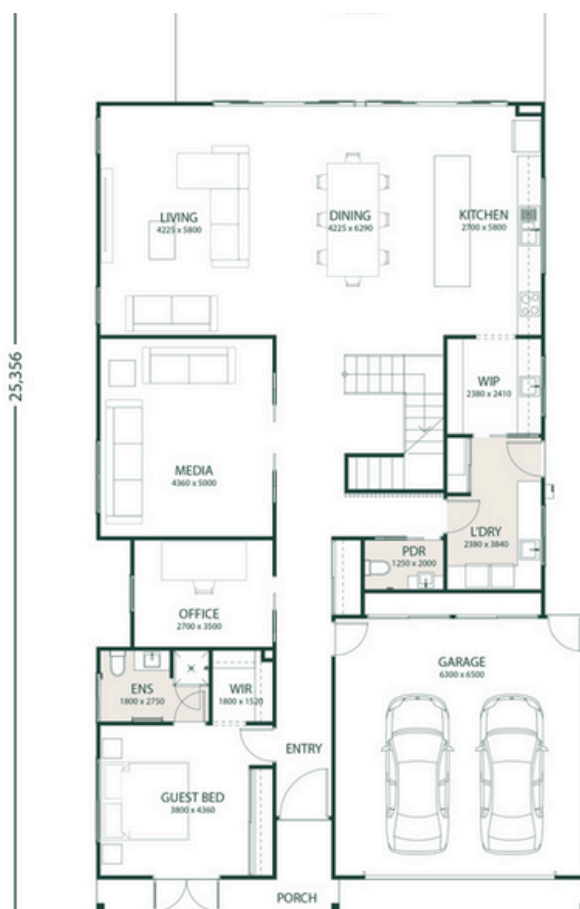 25,356
LIVING
4225 x 5800
DINING
4225 x 6290
KITCHEN
2700 x 5800
WIP
2380 x 2410
MEDIA
4360 x 5000
L'DRY
2380 x 3840
PDR
1250 x 2000
OFFICE
2700 x 3500
ENS
1800 x 2750
WIR
1800 x 1520
GARAGE
6300 x 6500
ENTRY
GUEST BED
3800 x 4360
PORCH